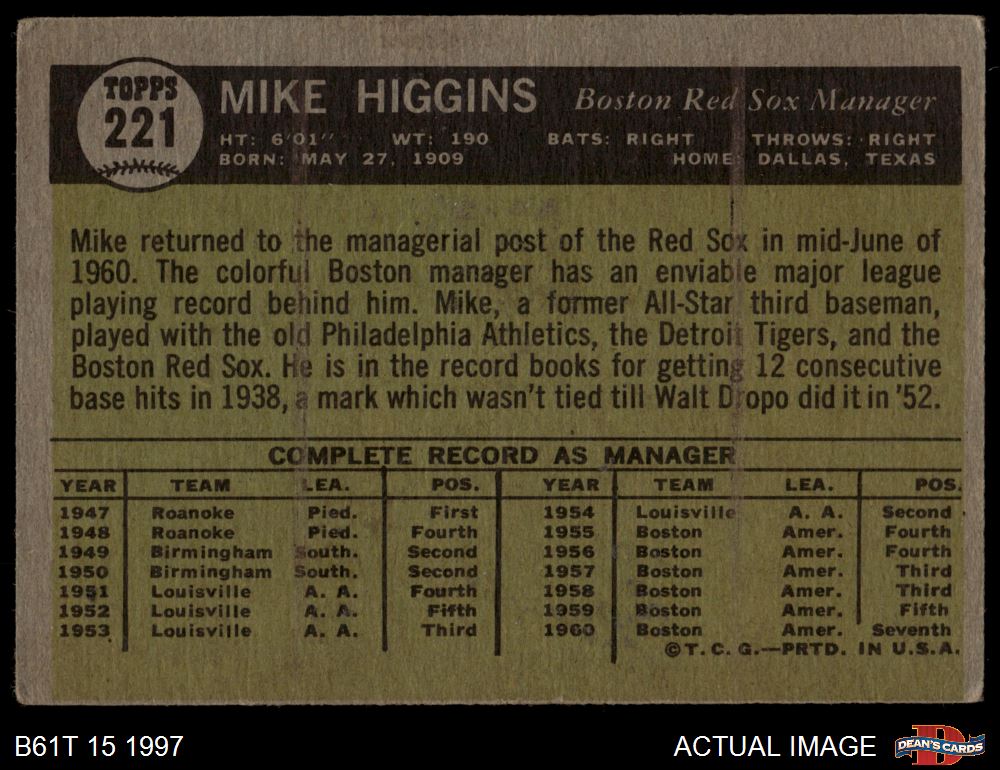 TOPPS
221
MIKE HIGGINS Boston Red Sox Manager
HT: 6'01" WT: 190 BATS: RIGHT THROWS: RIGHT
BORN: MAY 27, 1909 HOME: DALLAS, TEXAS
Mike returned to the managerial post of the Red Sox in mid-June of
1960. The colorful Boston manager has an enviable major league
playing record behind him. Mike, a former All-Star third baseman,
played with the old Philadelphia Athletics, the Detroit Tigers, and the
Boston Red Sox. He is in the record books for getting 12 consecutive
base hits in 1938, a mark which wasn't tied till Walt Dropo did it in '52.
COMPLETE RECORD AS MANAGER
YEAR TEAM LEA. POS. YEAR TEAM LEA. POS.
1947 Roanoke Pied. First 1954 Louisville A. A. Second
1948 Roanoke Pied. Fourth 1955 Boston Amer. Fourth
1949 Birmingham South. Second 1956 Boston Amer. Fourth
1950 Birmingham South. Second 1957 Boston Amer. Third
1951 Louisville A. A. Fourth 1958 Boston Amer. Third
1952 Louisville A. A. Fifth 1959 Boston Amer. Fifth
1953 Louisville A. A. Third 1960 Boston Amer. Seventh
©T. C. G.—PRTD. IN U.S.A.
B61T 15 1997 ACTUAL IMAGE DEAN'S CARDS